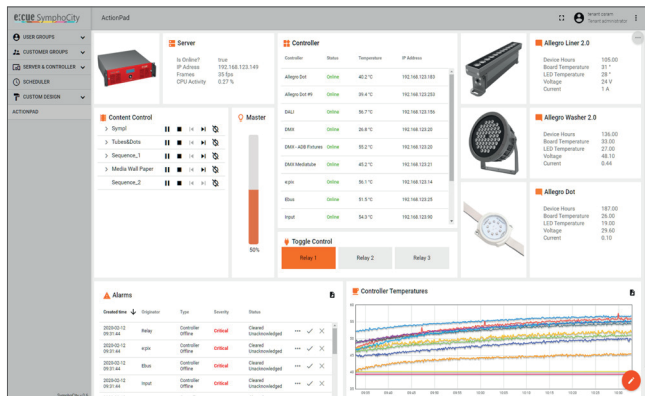 e:cue SymphoCity
ActionPad
Tenant
Tenant administrator
USER GROUPS
CUSTOMER GROUPS
SERVER & CONTROLLER
SCHEDULER
CUSTOM DESIGN
ACTIONPAD
Server
Is Online? true
IP Adress 192.168.123.149
Frames 35 fps
CPU Activity 0.27 %
Content Control
Sympl
Tubes&Dots
Sequence_1
Media Wall Paper
Sequence_2
Master
50%
Controller
Controller Status Temperature IP Address
Allegro Dot Online 40.2 °C 192.168.123.183
Allegro Dot #9 Online 39.4 °C 192.168.123.253
DALI Online 56.7 °C 192.168.123.156
DMX Online 26.8 °C 192.168.123.20
DMX - ADB Fixtures Online 55.2 °C 192.168.123.20
DMX Mediatube Online 45.2 °C 192.168.123.21
e:pix Online 56.1 °C 192.168.123.14
Ebus Online 51.5 °C 192.168.123.25
Input Online 54.3 °C 192.168.123.90
Toggle Control
Relay 1 Relay 2 Relay 3
Allegro Liner 2.0
Device Hours 105.00
Board Temperature 31 °
LED Temperature 28 °
Voltage 24 V
Current 1 A
Allegro Washer 2.0
Device Hours 136.00
Board Temperature 33.00
LED Temperature 27.00
Voltage 48.10
Current 0.44
Allegro Dot
Device Hours 187.00
Board Temperature 26.00
LED Temperature 19.00
Voltage 29.60
Current 0.10
Alarms
Created time Originator Type Severity Status
2020-02-12 09:31:44 Relay Controller Offline Critical Cleared Unacknowledged
2020-02-12 09:31:44 e:pix Controller Offline Critical Cleared Unacknowledged
2020-02-12 09:31:44 Ebus Controller Offline Critical Cleared Unacknowledged
2020-02-12 09:31:44 Input Controller Offline Critical Cleared Unacknowledged
Controller Temperatures